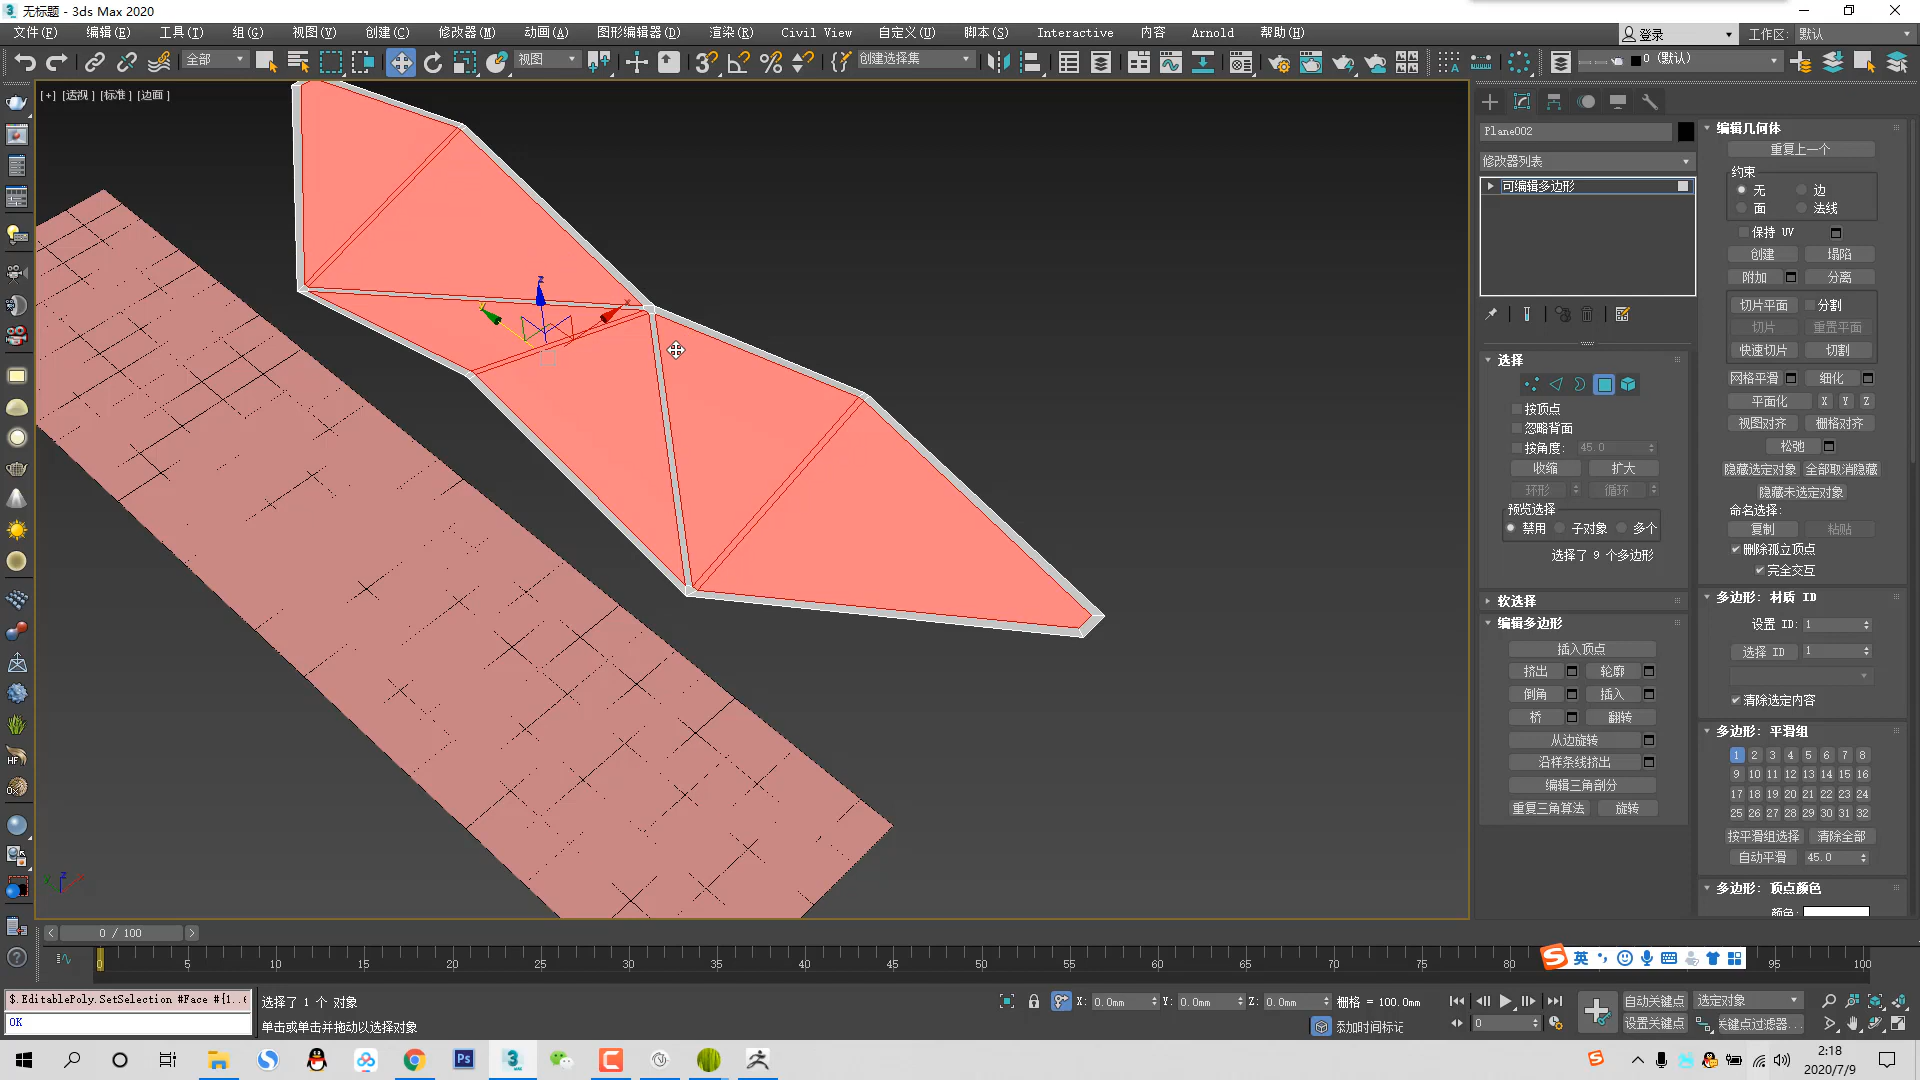 无标题 - 3ds Max 2020
文件(F) 编辑(E) 工具(T) 组(G) 视图(V) 创建(C) 修改器(M) 动画(A) 图形编辑器(D) 渲染(R) Civil View 自定义(U) 脚本(S) Interactive 内容 Arnold 帮助(H) 登录 工作区: 默认
全部 视图 创建选择集 0 (默认)
[+] [透视] [标准] [边面]
Plane002
修改器列表
可编辑多边形
选择
按顶点
忽略背面
按角度: 45.0
收缩 扩大
环形 循环
预览选择
禁用 子对象 多个
选择了 9 个多边形
软选择
编辑多边形
插入顶点
挤出 轮廓
倒角 插入
桥 翻转
从边旋转
沿样条线挤出
编辑三角剖分
重复三角算法 旋转
编辑几何体
重复上一个
约束
无 边
面 法线
保持 UV
创建 塌陷
附加 分离
切片平面 分割
切片 重置平面
快速切片 切割
网格平滑 细化
平面化 X Y Z
视图对齐 栅格对齐
松弛
隐藏选定对象 全部取消隐藏
隐藏未选定对象
命名选择:
复制 粘贴
删除孤立顶点
完全交互
多边形: 材质 ID
设置 ID: 1
选择 ID 1
清除选定内容
多边形: 平滑组
1 2 3 4 5 6 7 8
9 10 11 12 13 14 15 16
17 18 19 20 21 22 23 24
25 26 27 28 29 30 31 32
按平滑组选择 清除全部
自动平滑 45.0
多边形: 顶点颜色
颜色:
0 / 100
0 5 10 15 20 25 30 35 40 45 50 55 60 65 70 75 80 95 100
英
$.EditablePoly.SetSelection #Face #{1..
OK
选择了 1 个 对象
单击或单击并拖动以选择对象
X: 0.0mm Y: 0.0mm Z: 0.0mm 栅格 = 100.0mm
添加时间标记
0
自动关键点 选定对象
设置关键点 关键点过滤器...
2:18
2020/7/9